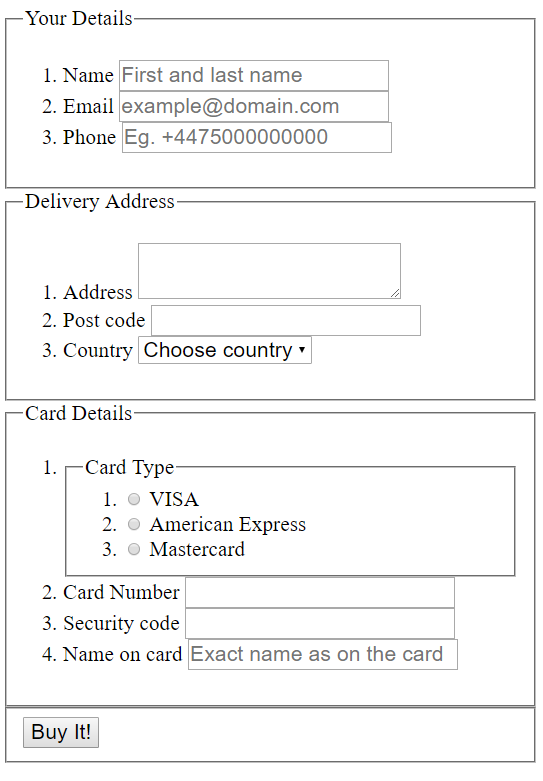 Your Details
1. Name First and last name
2. Email example@domain.com
3. Phone Eg. +4475000000000
Delivery Address
1. Address
2. Post code
3. Country Choose country
Card Details
1. Card Type
1. VISA
2. American Express
3. Mastercard
2. Card Number
3. Security code
4. Name on card Exact name as on the card
Buy It!